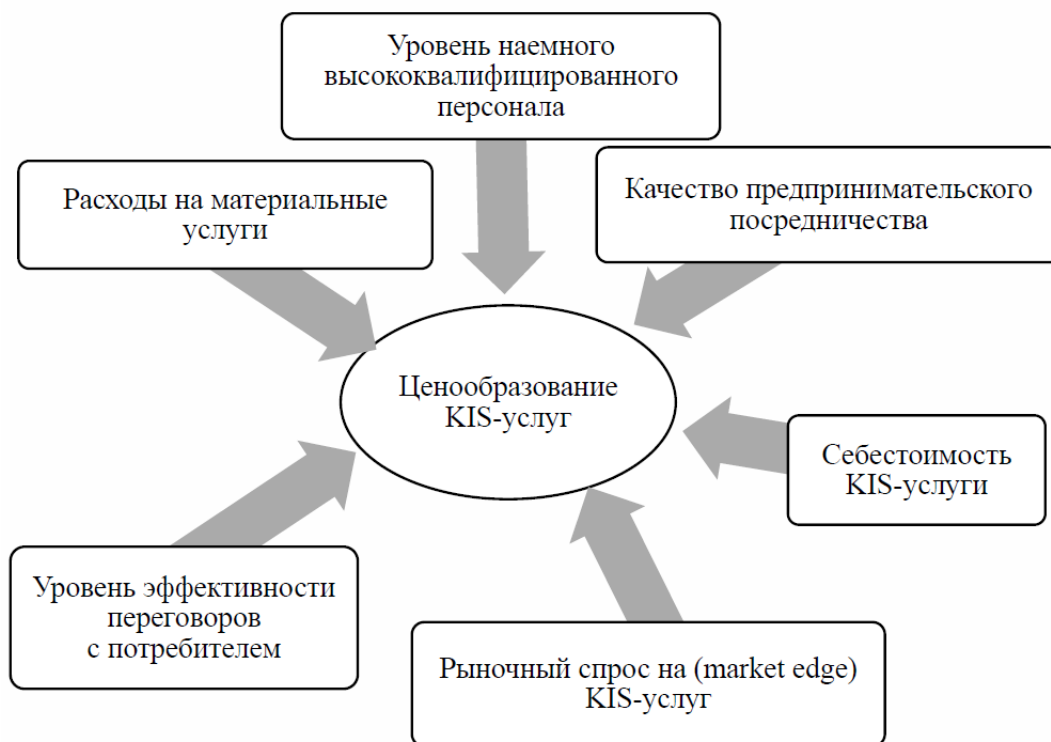 Уровень наемного
высококвалифицированного
персонала
Расходы на материальные
услуги
Качество предпринимательского
посредничества
Ценообразование
KIS-услуг
Себестоимость
KIS-услуги
Уровень эффективности
переговоров
с потребителем
Рыночный спрос на (market edge)
KIS-услуг